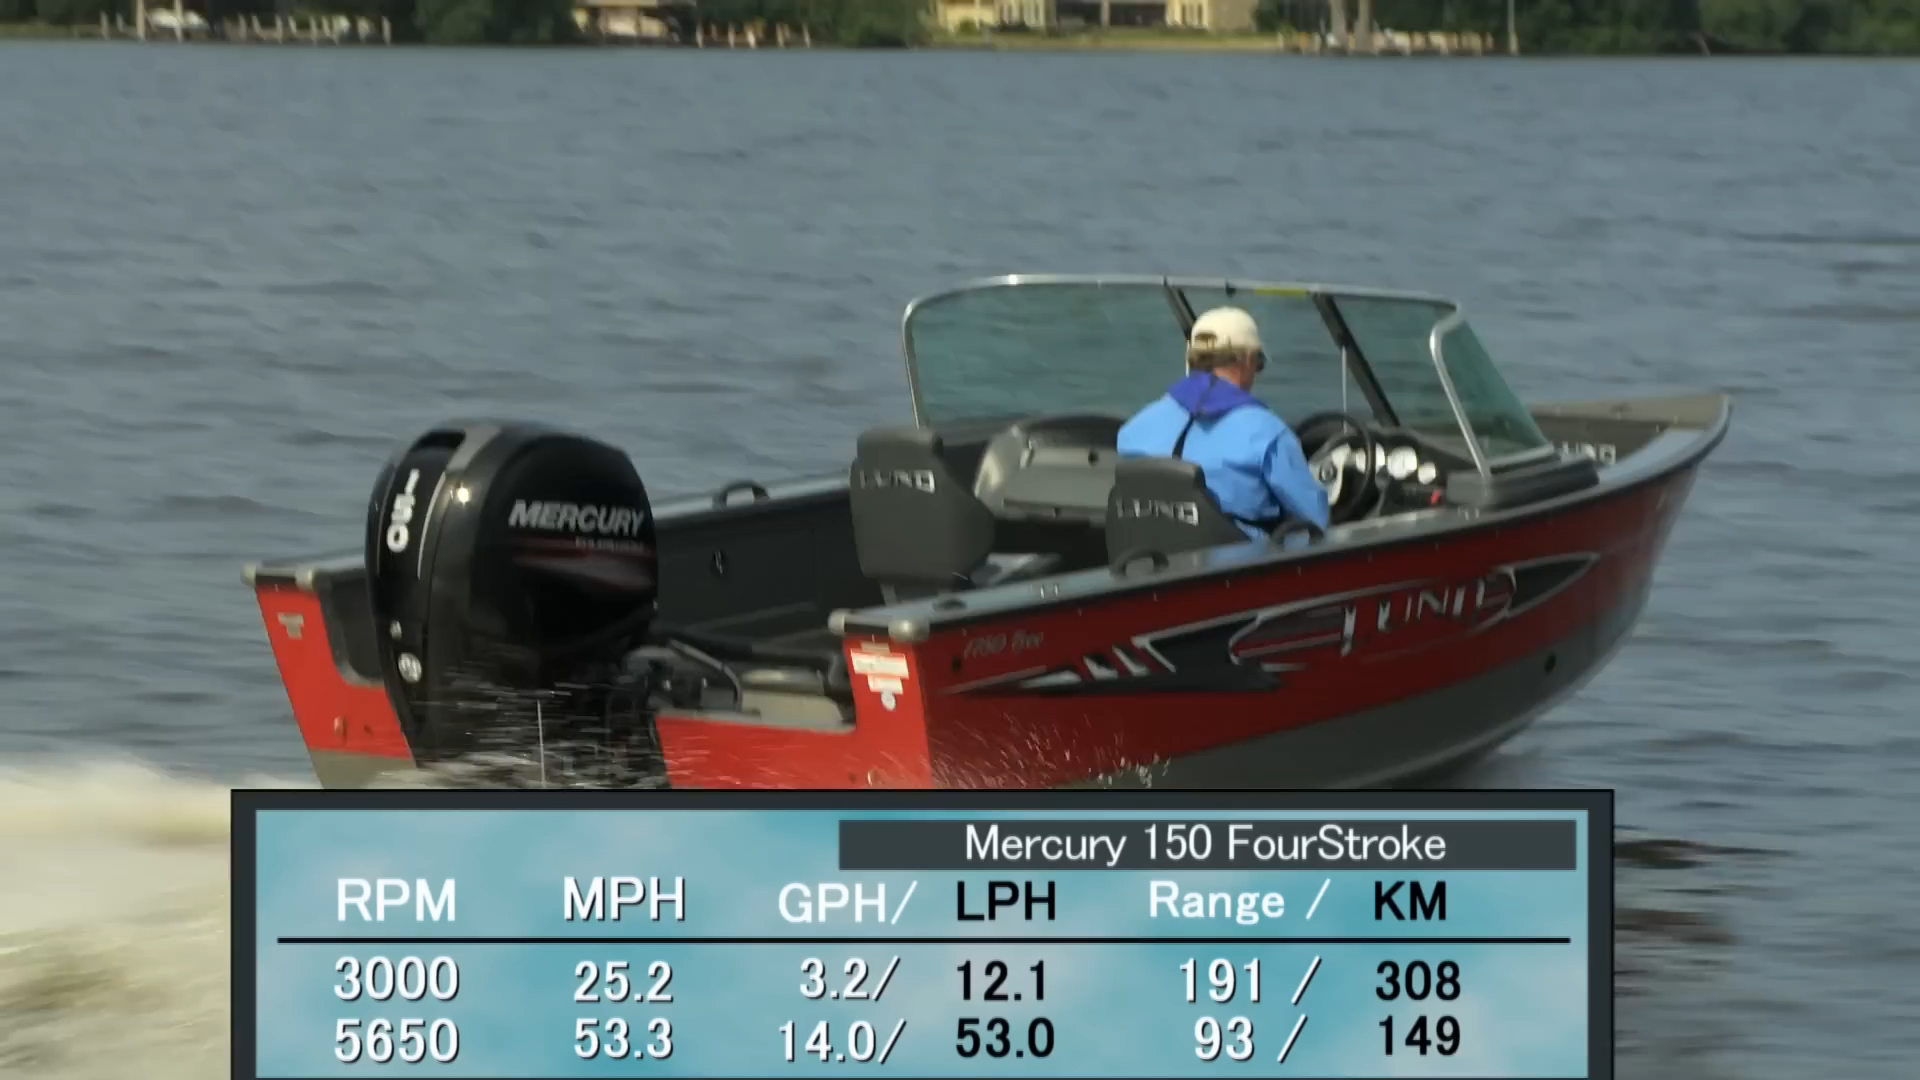 150
MERCURY
LUND
LUND
LUND
Mercury 150 FourStroke
RPM MPH GPH/ LPH Range / KM
3000 25.2 3.2/ 12.1 191 / 308
5650 53.3 14.0/ 53.0 93 / 149